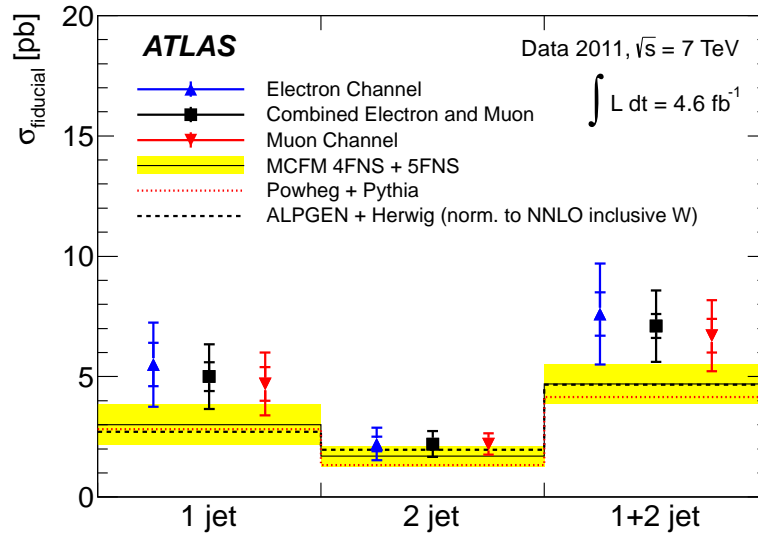 σfiducial [pb]
20
15
10
5
0
ATLAS
Data 2011, √s = 7 TeV
∫ L dt = 4.6 fb⁻¹
Electron Channel
Combined Electron and Muon
Muon Channel
MCFM 4FNS + 5FNS
Powheg + Pythia
ALPGEN + Herwig (norm. to NNLO inclusive W)
1 jet 2 jet 1+2 jet